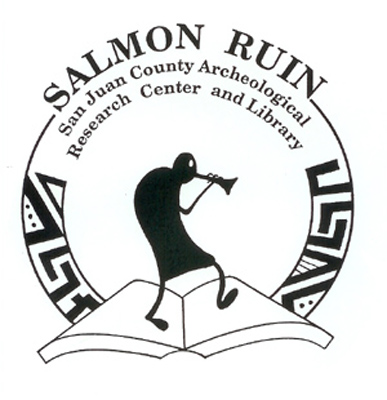 SALMON RUIN
San Juan County Archeological
Research Center and Library